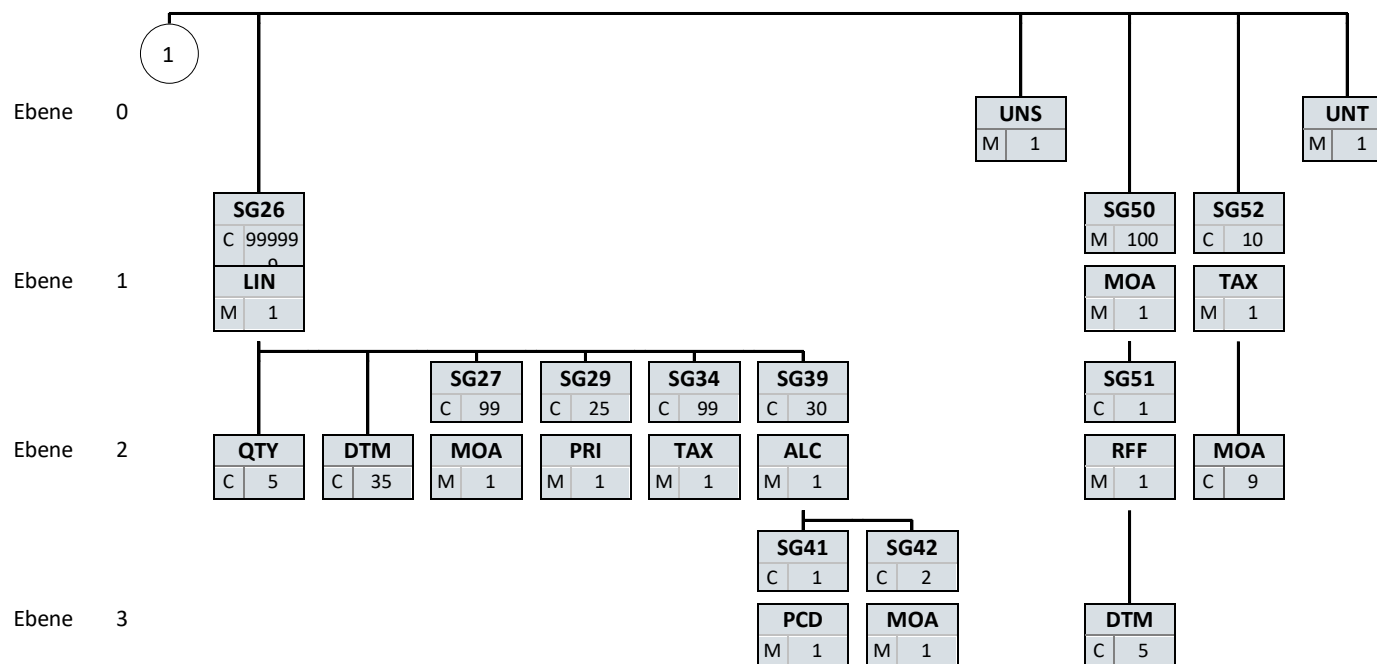 1
Ebene 0
UNS UNT
M 1 M 1
SG26 SG50 SG52
C 99999 M 100 C 10
Ebene 1
LIN MOA TAX
M 1 M 1 M 1
SG27 SG29 SG34 SG39 SG51
C 99 C 25 C 99 C 30 C 1
Ebene 2
QTY DTM MOA PRI TAX ALC RFF MOA
C 5 C 35 M 1 M 1 M 1 M 1 M 1 C 9
SG41 SG42
C 1 C 2
Ebene 3
PCD MOA DTM
M 1 M 1 C 5